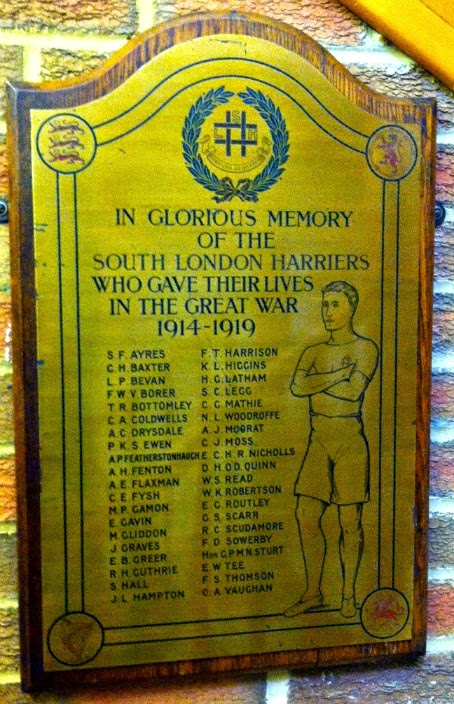 IN GLORIOUS MEMORY
OF THE
SOUTH LONDON HARRIERS
WHO GAVE THEIR LIVES
IN THE GREAT WAR
1914-1919
S. F. AYRES
G. H. BAXTER
L. P. BEVAN
F. W. V. BORER
T. R. BOTTOMLEY
C. A. COLDWELLS
A. C. DRYSDALE
P. K. S. EWEN
A. P. FEATHERSTONHAUGH
A. H. FENTON
A. E. FLAXMAN
C. E. FYSH
M. P. GAMON
E. GAVIN
M. GLIDDON
J. GRAVES
E. B. GREER
R. H. GUTHRIE
S. HALL
J. L. HAMPTON
F. T. HARRISON
K. L. HIGGINS
H. G. LATHAM
S. C. LEGG
C. G. MATHIE
N. L. WOODROFFE
A. J. MOGRAT
C. J. MOSS
E. C. H. R. NICHOLLS
D. H. O. D. QUINN
W. S. READ
W. K. ROBERTSON
E. G. ROUTLEY
G. S. SCARR
R. C. SCUDAMORE
F. D. SOWERBY
HON G. P. M. N. STURT
E. W. TEE
F. S. THOMSON
C. A. VAUGHAN